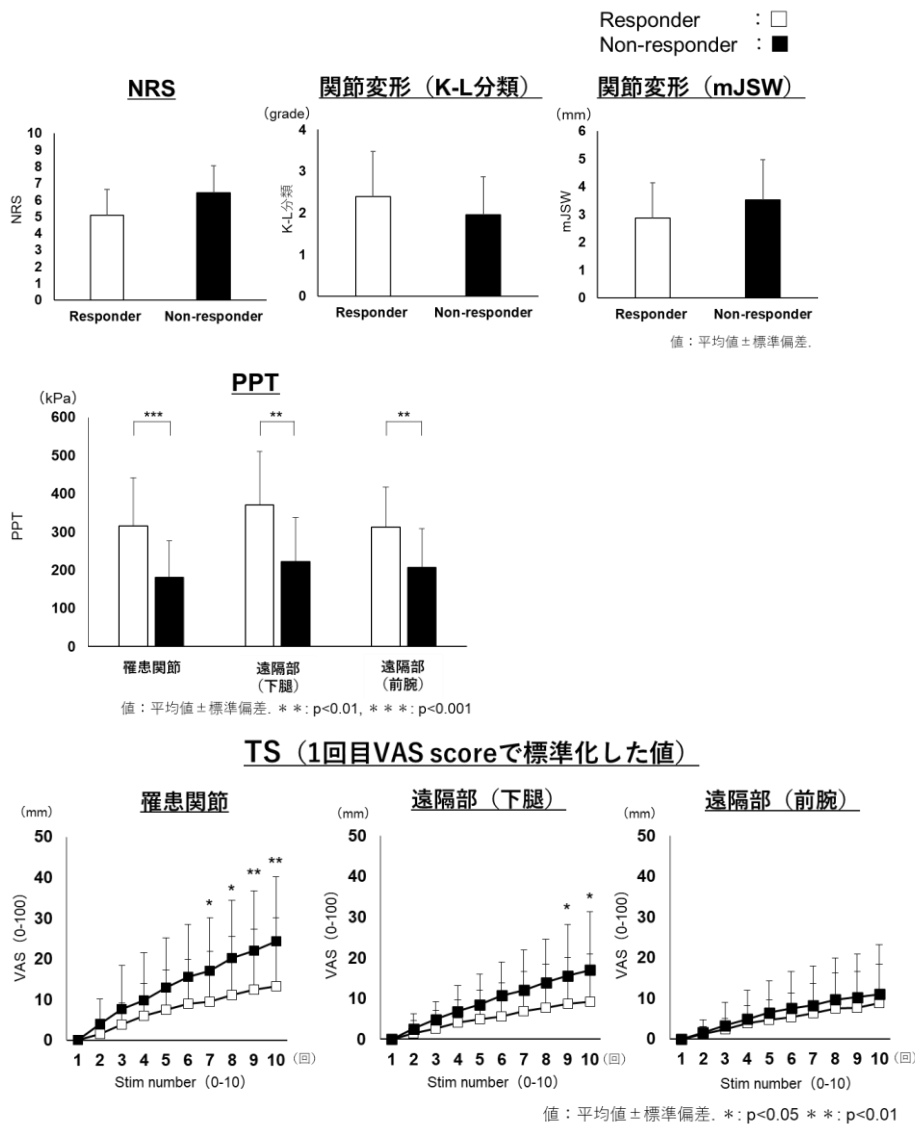 Responder : □
Non-responder : ■
NRS
関節変形（K-L分類）
関節変形（mJSW）
(grade)
(mm)
10
9
8
7
6
5
4
3
2
1
0
NRS
Responder Non-responder
4
3
2
1
0
K-L分類
Responder Non-responder
6
5
4
3
2
1
0
mJSW
Responder Non-responder
値：平均値±標準偏差.
PPT
(kPa)
600
500
400
300
200
100
0
PPT
*** ** **
罹患関節
遠隔部
（下腿）
遠隔部
（前腕）
値：平均値±標準偏差. ＊＊: p<0.01, ＊＊＊: p<0.001
TS（1回目VAS scoreで標準化した値）
罹患関節
遠隔部（下腿）
遠隔部（前腕）
(mm)
50
40
30
20
10
0
VAS（0-100）
* * ** **
1 2 3 4 5 6 7 8 9 10 (回)
Stim number（0-10）
(mm)
50
40
30
20
10
0
VAS（0-100）
* *
1 2 3 4 5 6 7 8 9 10 (回)
Stim number（0-10）
(mm)
50
40
30
20
10
0
VAS（0-100）
1 2 3 4 5 6 7 8 9 10 (回)
Stim number（0-10）
値：平均値±標準偏差. ＊: p<0.05 ＊＊: p<0.01